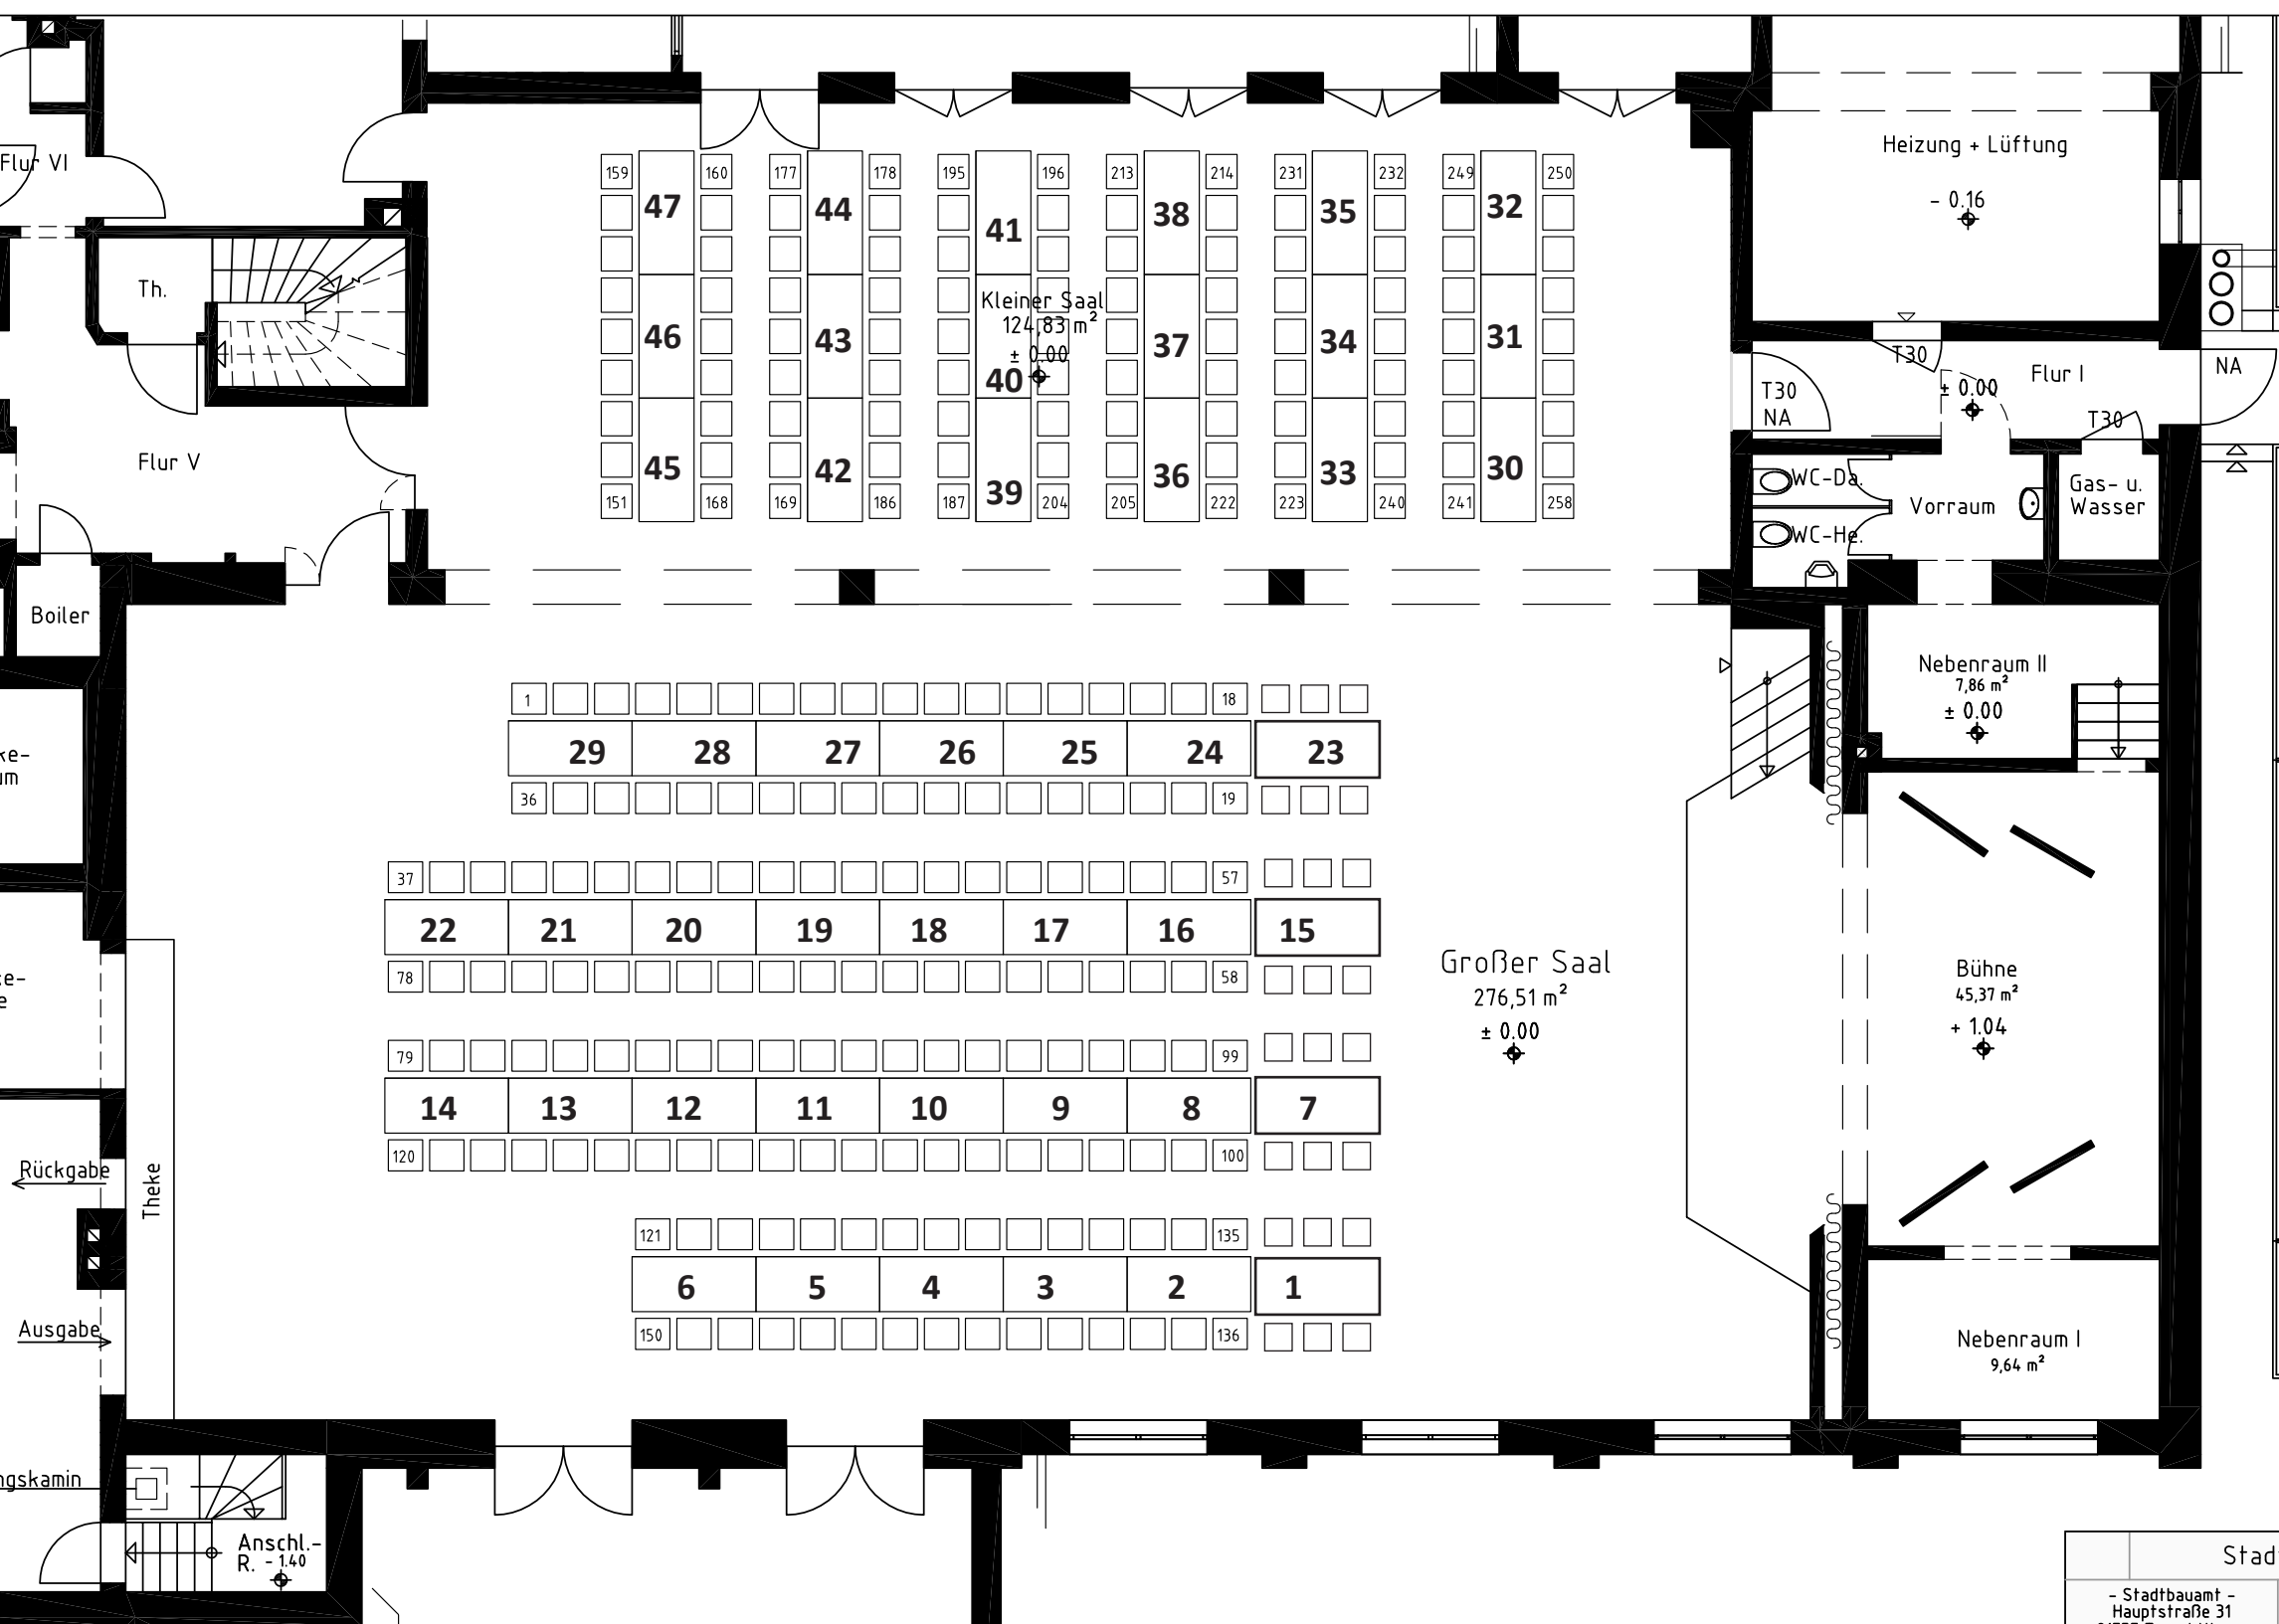 Flur VI
Heizung + Lüftung
- 0.16
159 47 160 177 44 178 195 41 196 213 38 214 231 35 232 249 32 250
Th.
Kleiner Saal
124,83 m²
± 0.00
46 43 40 37 34 31
T30
T30
NA
± 0.00
Flur I
T30
NA
Flur V
45 42 39 36 33 30
151 168 169 186 187 204 205 222 223 240 241 258
WC-Da.
WC-He.
Vorraum
Gas- u.
Wasser
Boiler
Nebenraum II
7,86 m²
± 0.00
1 18
29 28 27 26 25 24 23
36 19
ke-
um
37 57
22 21 20 19 18 17 16 15
78 58
Großer Saal
276,51 m²
± 0.00
Bühne
45,37 m²
+ 1.04
79 99
14 13 12 11 10 9 8 7
120 100
Rückgabe
Theke
121 135
6 5 4 3 2 1
150 136
Ausgabe
Nebenraum I
9,64 m²
ngskamin
Anschl.-
R. - 1.40
Stad
- Stadtbauamt -
Hauptstraße 31